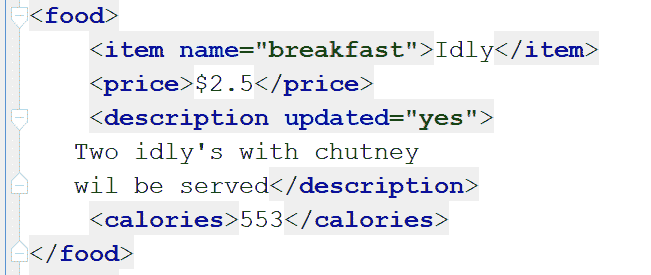 <food>
<item name="breakfast">Idly</item>
<price>$2.5</price>
<description updated="yes">
Two idly's with chutney
wil be served</description>
<calories>553</calories>
</food>